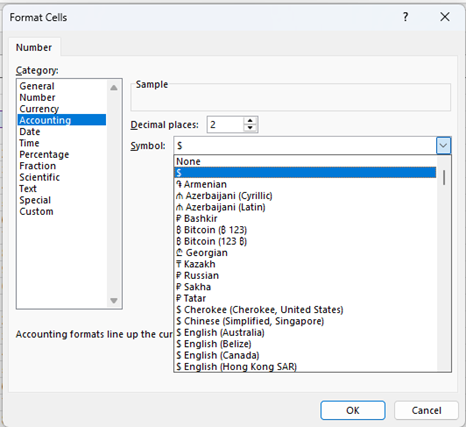 Format Cells
?
Number
Category:
General
Number
Currency
Accounting
Date
Time
Percentage
Fraction
Scientific
Text
Special
Custom
Sample
Decimal places: 2
Symbol: $
None
$
֏ Armenian
₼ Azerbaijani (Cyrillic)
₼ Azerbaijani (Latin)
₽ Bashkir
₿ Bitcoin (₿ 123)
₿ Bitcoin (123 ₿)
₾ Georgian
₸ Kazakh
₽ Russian
₽ Sakha
₽ Tatar
$ Cherokee (Cherokee, United States)
$ Chinese (Simplified, Singapore)
$ English (Australia)
$ English (Belize)
$ English (Canada)
$ English (Hong Kong SAR)
Accounting formats line up the cur
OK
Cancel